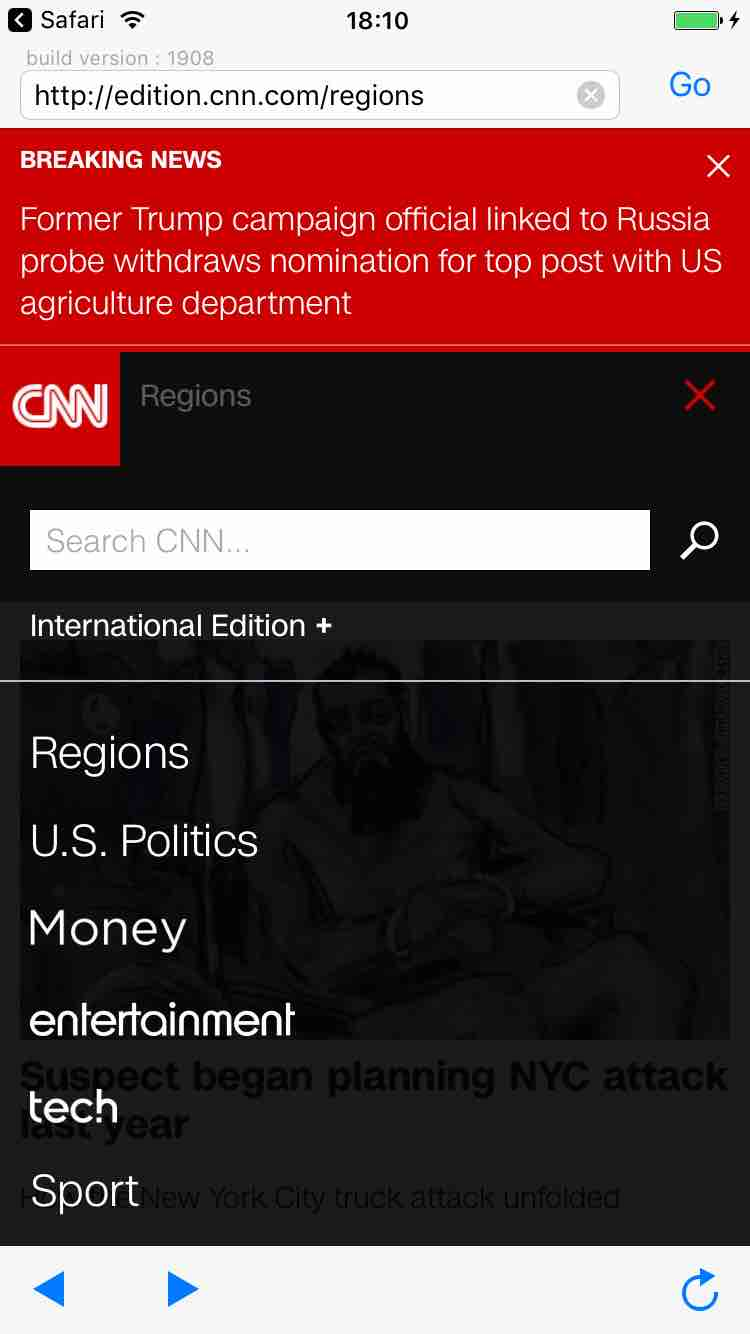 Safari
18:10
build version : 1908
http://edition.cnn.com/regions
Go
BREAKING NEWS
Former Trump campaign official linked to Russia
probe withdraws nomination for top post with US
agriculture department
CNN
Regions
Search CNN...
International Edition +
Regions
U.S. Politics
Money
entertainment
Suspect began planning NYC attack
tech
last year
Sport
New York City truck attack unfolded